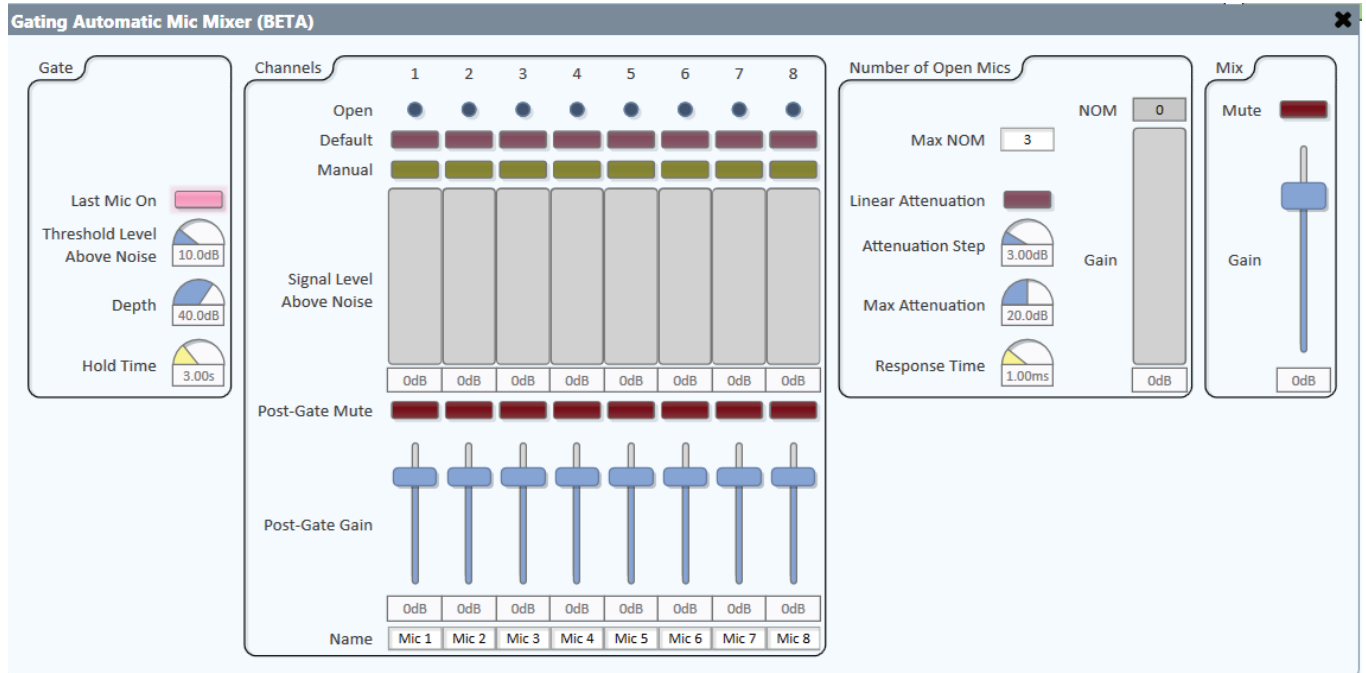 Gating Automatic Mic Mixer (BETA)
Gate
Last Mic On
Threshold Level
Above Noise
10.0dB
Depth
40.0dB
Hold Time
3.00s
Channels
1 2 3 4 5 6 7 8
Open
Default
Manual
Signal Level
Above Noise
0dB 0dB 0dB 0dB 0dB 0dB 0dB 0dB
Post-Gate Mute
Post-Gate Gain
0dB 0dB 0dB 0dB 0dB 0dB 0dB 0dB
Name Mic 1 Mic 2 Mic 3 Mic 4 Mic 5 Mic 6 Mic 7 Mic 8
Number of Open Mics
NOM 0
Max NOM 3
Linear Attenuation
Attenuation Step 3.00dB
Gain
Max Attenuation 20.0dB
Response Time 1.00ms
0dB
Mix
Mute
Gain
0dB